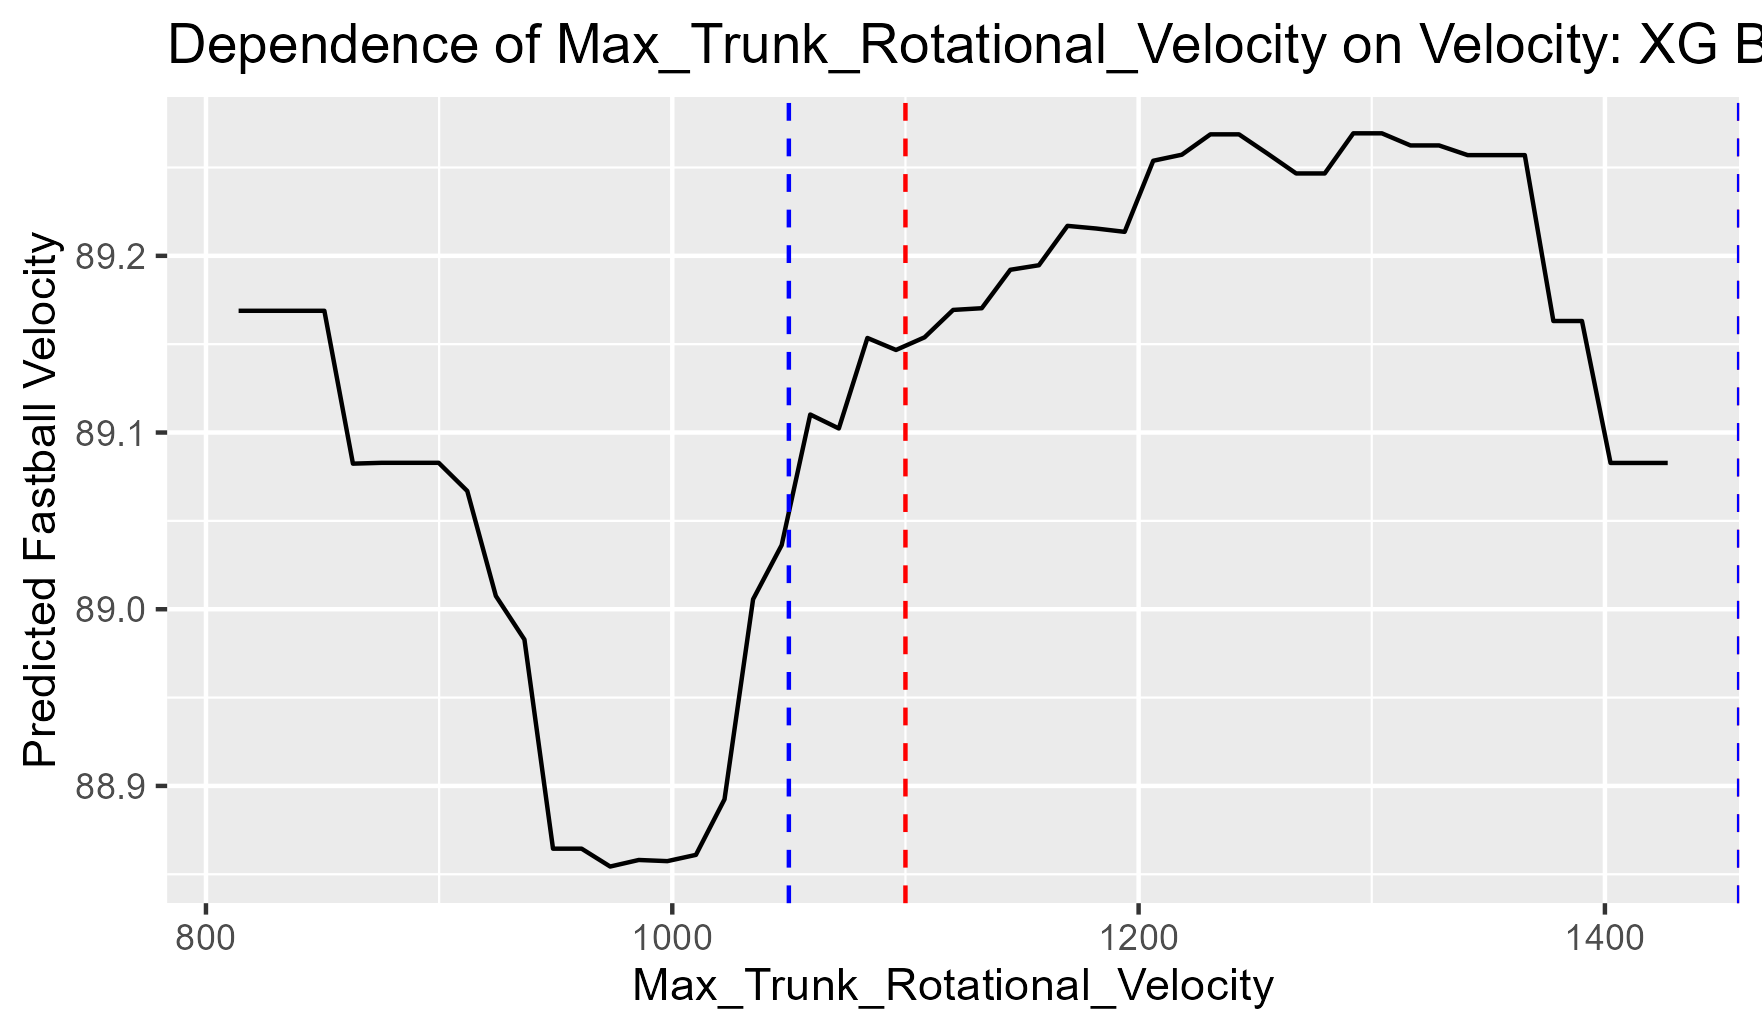 Dependence of Max_Trunk_Rotational_Velocity on Velocity: XG B
Predicted Fastball Velocity
89.2
89.1
89.0
88.9
800 1000 1200 1400
Max_Trunk_Rotational_Velocity